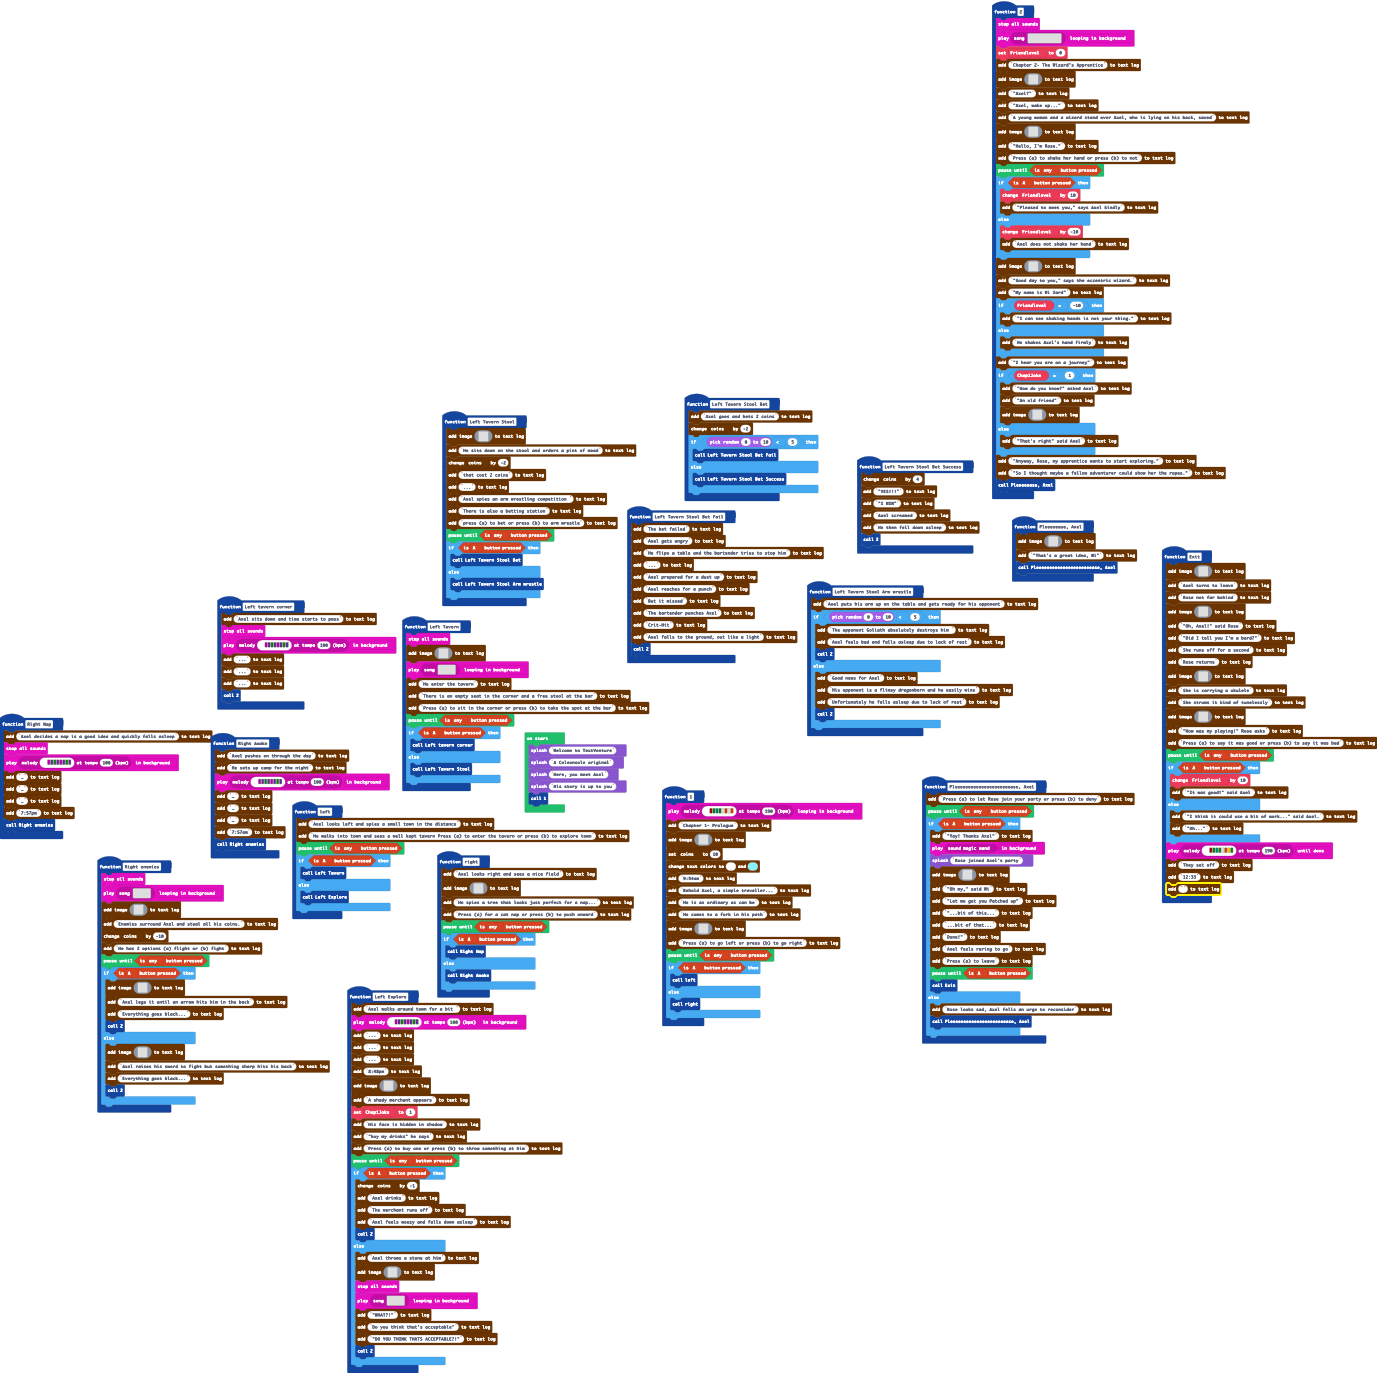 function 2
stop all sounds
play song looping in background
set Friendlevel to 0
add Chapter 2- The Wizard's Apprentice to text log
add image to text log
add "Axel?" to text log
add "Axel, wake up..." to text log
add A young woman and a wizard stand over Axel, who is lying on his back, saved to text log
add image to text log
add "Hello, I'm Rose." to text log
add Press (a) to shake her hand or press (b) to not to text log
pause until is any button pressed
if is A button pressed then
change Friendlevel by 10
add "Pleased to meet you," says Axel kindly to text log
else
change Friendlevel by -10
add Axel does not shake her hand to text log
add image to text log
add "Good day to you," says the eccentric wizard. to text log
add "My name is Wi Zard" to text log
if Friendlevel = -10 then
add "I can see shaking hands is not your thing." to text log
else
add He shakes Axel's hand firmly to text log
add "I hear you are on a journey" to text log
if Chap1Joke = 1 then
add "How do you know?" asked Axel to text log
add "An old friend" to text log
add image to text log
else
add "That's right" said Axel to text log
add "Anyway, Rose, my apprentice wants to start exploring." to text log
add "So I thought maybe a fellow adventurer could show her the ropes." to text log
call Pleeeeease, Axel
function Left Tavern Stool
add image to text log
add He sits down on the stool and orders a pint of mead to text log
change coins by -2
add that cost 2 coins to text log
add ... to text log
add Axel spies an arm wrestling competition to text log
add There is also a betting station to text log
add press (a) to bet or press (b) to arm wrestle to text log
pause until is any button pressed
if is A button pressed then
call Left Tavern Stool Bet
else
call Left Tavern Stool Arm wrestle
function Left Tavern Stool Bet
add Axel goes and bets 2 coins to text log
change coins by -2
if pick random 0 to 10 < 5 then
call Left Tavern Stool Bet Fail
else
call Left Tavern Stool Bet Success
function Left Tavern Stool Bet Success
change coins by 4
add "YES!!!" to text log
add "I WIN" to text log
add Axel screamed to text log
add He then fell down asleep to text log
call 2
function Left Tavern Stool Bet Fail
add The bet failed to text log
add Axel gets angry to text log
add He flips a table and the bartender tries to stop him to text log
add ... to text log
add Axel prepared for a dust up to text log
add Axel reaches for a punch to text log
add But it missed to text log
add The bartender punches Axel to text log
add Crit-Hit to text log
add Axel falls to the ground, out like a light to text log
call 2
function Pleeeeease, Axel
add image to text log
add "That's a great idea, Wi" to text log
call Pleeeeeeeeeeeeeeeeeeeeease, Axel
function Left Tavern Stool Arm wrestle
add Axel puts his arm up on the table and gets ready for his opponent to text log
if pick random 0 to 10 < 5 then
add The opponent Goliath absolutely destroys him to text log
add Axel feels bad and falls asleep due to lack of rest to text log
call 2
else
add Good news for Axel to text log
add His opponent is a flimsy dragonborn and he easily wins to text log
add Unfortunately he falls asleep due to lack of rest to text log
call 2
function Exit
add image to text log
add Axel turns to leave to text log
add Rose not far behind to text log
add image to text log
add "Oh, Axel!" said Rose to text log
add "Did I tell you I'm a bard?" to text log
add She runs off for a second to text log
add Rose returns to text log
add image to text log
add She is carrying a ukulele to text log
add She strums it kind of tunelessly to text log
add image to text log
add "How was my playing?" Rose asks to text log
add Press (a) to say it was good or press (b) to say it was bad to text log
pause until is any button pressed
if is A button pressed then
change Friendlevel by 10
add "It was good!" said Axel to text log
else
add "I think it could use a bit of work..." said Axel. to text log
add "Oh..." to text log
play melody at tempo 190 (bpm) until done
add They set off to text log
add 12:33 to text log
add to text log
function Left tavern corner
add Axel sits down and time starts to pass to text log
stop all sounds
play melody at tempo 100 (bpm) in background
add ... to text log
add ... to text log
add ... to text log
call 2
function Left Tavern
stop all sounds
add image to text log
play song looping in background
add He enter the tavern to text log
add There is an empty seat in the corner and a free stool at the bar to text log
add Press (a) to sit in the corner or press (b) to take the spot at the bar to text log
pause until is any button pressed
if is A button pressed then
call Left tavern corner
else
call Left Tavern Stool
on start
splash Welcome to TextVenture
splash A Coleonsole original
splash Here, you meet Axel
splash His story is up to you
call 1
function Right Nap
add Axel decides a nap is a good idea and quickly falls asleep to text log
stop all sounds
play melody at tempo 100 (bpm) in background
add . to text log
add . to text log
add . to text log
add 7:57pm to text log
call Right enemies
function Right Awake
add Axel pushes on through the day to text log
add He sets up camp for the night to text log
play melody at tempo 100 (bpm) in background
add . to text log
add . to text log
add . to text log
add 7:57am to text log
call Right enemies
function left
add Axel looks left and spies a small town in the distance to text log
add He walks into town and sees a well kept tavern Press (a) to enter the tavern or press (b) to explore town to text log
pause until is any button pressed
if is A button pressed then
call Left Tavern
else
call Left Explore
function right
add Axel looks right and sees a nice field to text log
add image to text log
add He spies a tree that looks just perfect for a nap... to text log
add Press (a) for a cat nap or press (b) to push onward to text log
pause until is any button pressed
if is A button pressed then
call Right Nap
else
call Right Awake
function 1
play melody at tempo 190 (bpm) looping in background
add Chapter 1- Prologue to text log
add image to text log
set coins to 10
change text colors to and
add 9:54am to text log
add Behold Axel, a simple traveller... to text log
add He is as ordinary as can be to text log
add He comes to a fork in his path to text log
add image to text log
add Press (a) to go left or press (b) to go right to text log
pause until is any button pressed
if is A button pressed then
call left
else
call right
function Pleeeeeeeeeeeeeeeeeeeeease, Axel
add Press (a) to let Rose join your party or press (b) to deny to text log
pause until is any button pressed
if is A button pressed then
add "Yay! Thanks Axel" to text log
play sound magic wand in background
splash Rose joined Axel's party
add image to text log
add "Oh my," said Wi to text log
add "Let me get you Patched up" to text log
add "...bit of this... to text log
add ...bit of that... to text log
add Done!" to text log
add Axel feels raring to go to text log
add Press (a) to leave to text log
pause until is A button pressed
call Exit
else
add Rose looks sad, Axel fells an urge to reconsider to text log
call Pleeeeeeeeeeeeeeeeeeeeease, Axel
function Right enemies
stop all sounds
play song looping in background
add image to text log
add Enemies surround Axel and steal all his coins. to text log
change coins by -10
add He has 2 options (a) flight or (b) fight to text log
pause until is any button pressed
if is A button pressed then
add image to text log
add Axel legs it until an arrow hits him in the back to text log
add Everything goes black... to text log
call 2
else
add image to text log
add Axel raises his sword to fight but something sharp hits his back to text log
add Everything goes black... to text log
call 2
function Left Explore
add Axel walks around town for a bit to text log
play melody at tempo 100 (bpm) in background
add ... to text log
add ... to text log
add ... to text log
add 8:48pm to text log
add image to text log
add A shady merchant appears to text log
set Chap1Joke to 1
add His face is hidden in shadow to text log
add "buy my drinks" he says to text log
add Press (a) to buy one or press (b) to throw something at him to text log
pause until is any button pressed
if is A button pressed then
change coins by -1
add Axel drinks to text log
add The merchant runs off to text log
add Axel feels woozy and falls down asleep to text log
call 2
else
add Axel throws a stone at him to text log
add image to text log
stop all sounds
play song looping in background
add "WHAT?!" to text log
add Do you think that's acceptable" to text log
add "DO YOU THINK THATS ACCEPTABLE?!" to text log
call 2